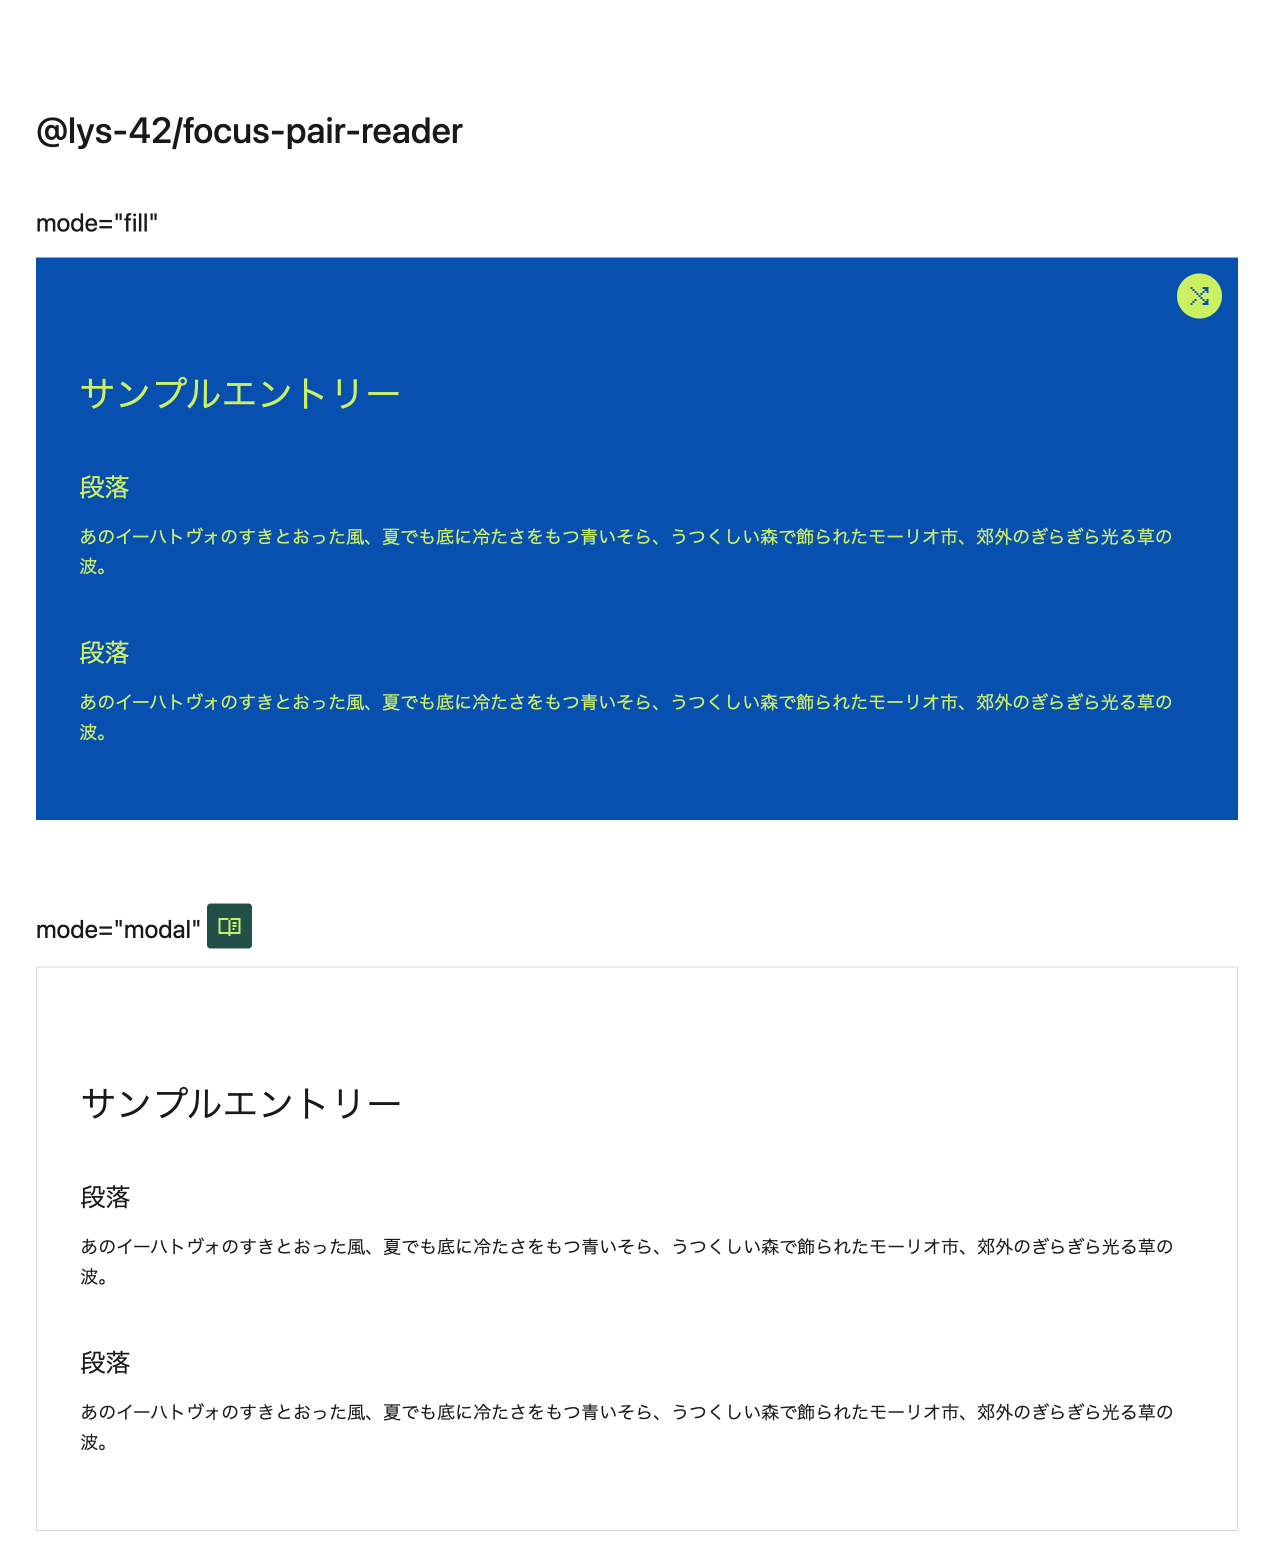 @lys-42/focus-pair-reader
mode="fill"
サンプルエントリー
段落
あのイーハトヴォのすきとおった風、夏でも底に冷たさをもつ青いそら、うつくしい森で飾られたモーリオ市、郊外のぎらぎら光る草の
波。
段落
あのイーハトヴォのすきとおった風、夏でも底に冷たさをもつ青いそら、うつくしい森で飾られたモーリオ市、郊外のぎらぎら光る草の
波。
mode="modal"
サンプルエントリー
段落
あのイーハトヴォのすきとおった風、夏でも底に冷たさをもつ青いそら、うつくしい森で飾られたモーリオ市、郊外のぎらぎら光る草の
波。
段落
あのイーハトヴォのすきとおった風、夏でも底に冷たさをもつ青いそら、うつくしい森で飾られたモーリオ市、郊外のぎらぎら光る草の
波。